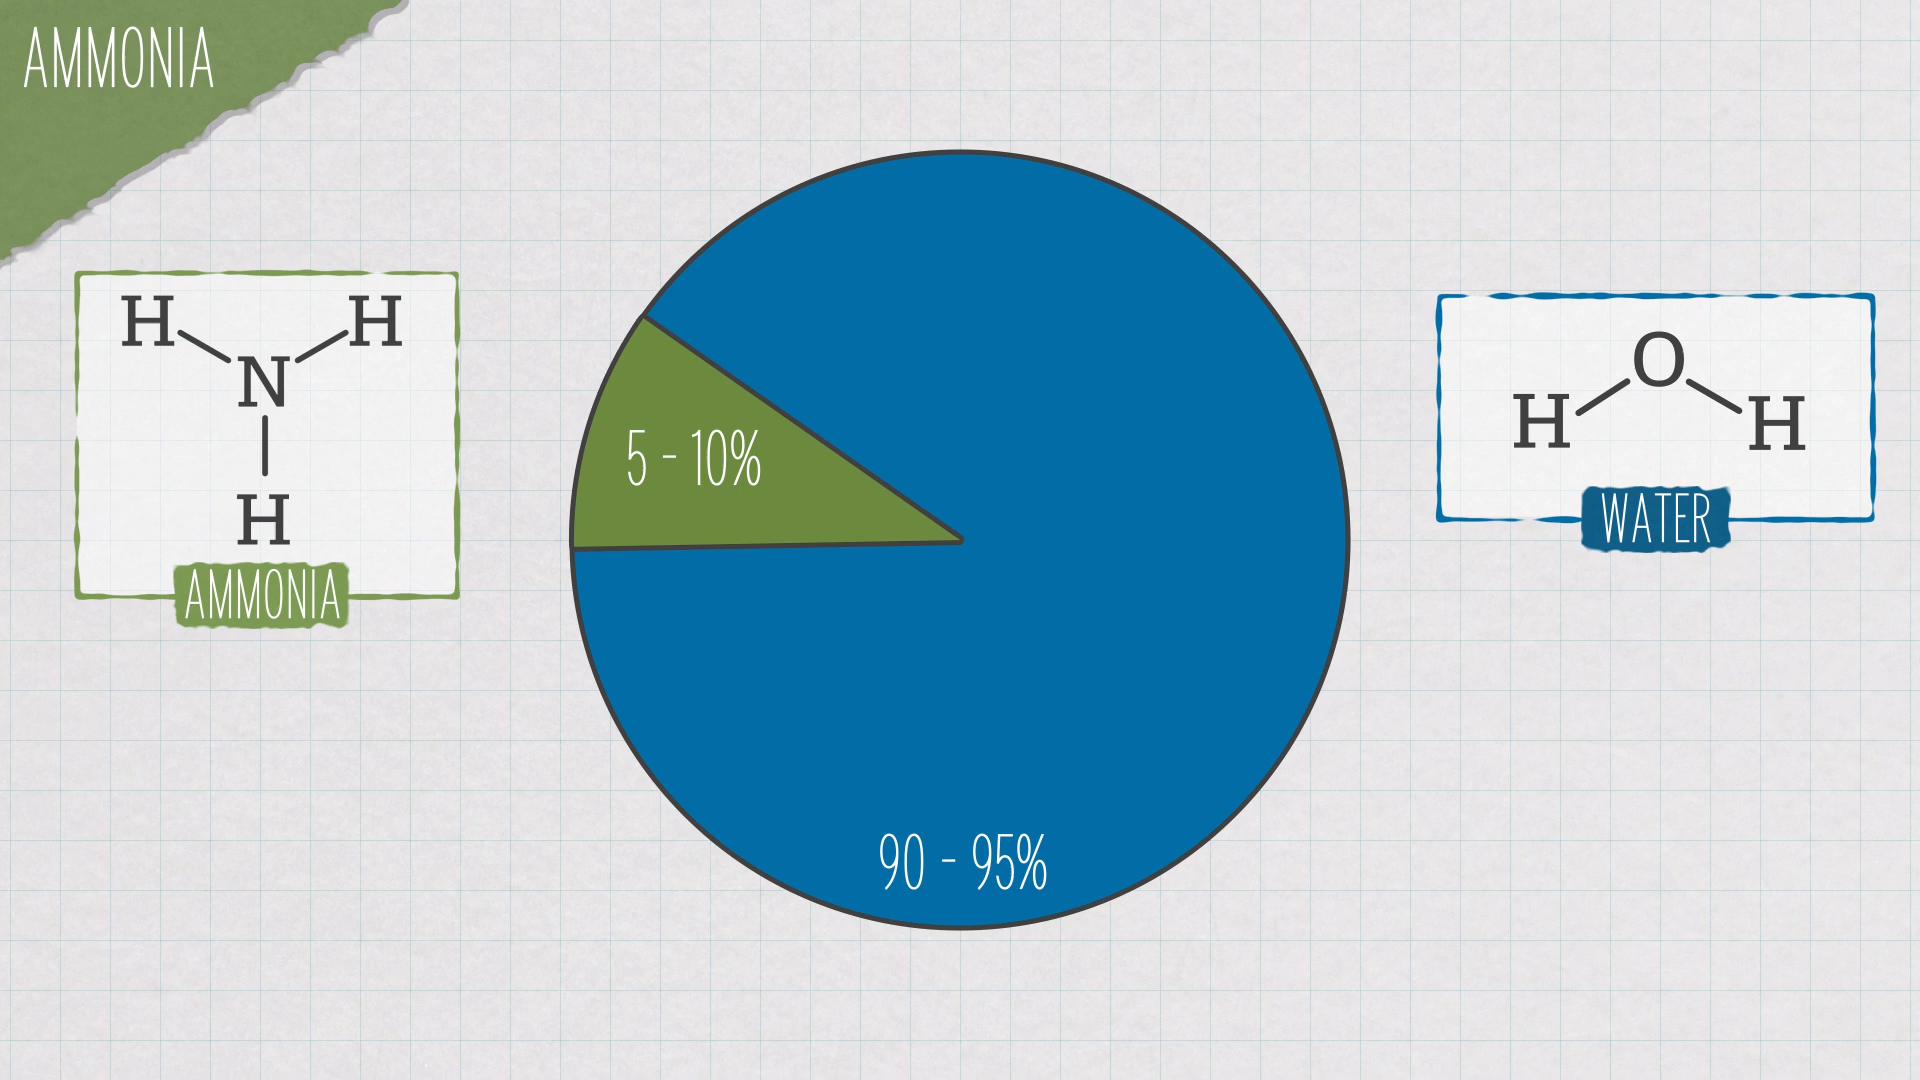 AMMONIA
H H
N
H
AMMONIA
5 - 10%
90 - 95%
O
H H
WATER